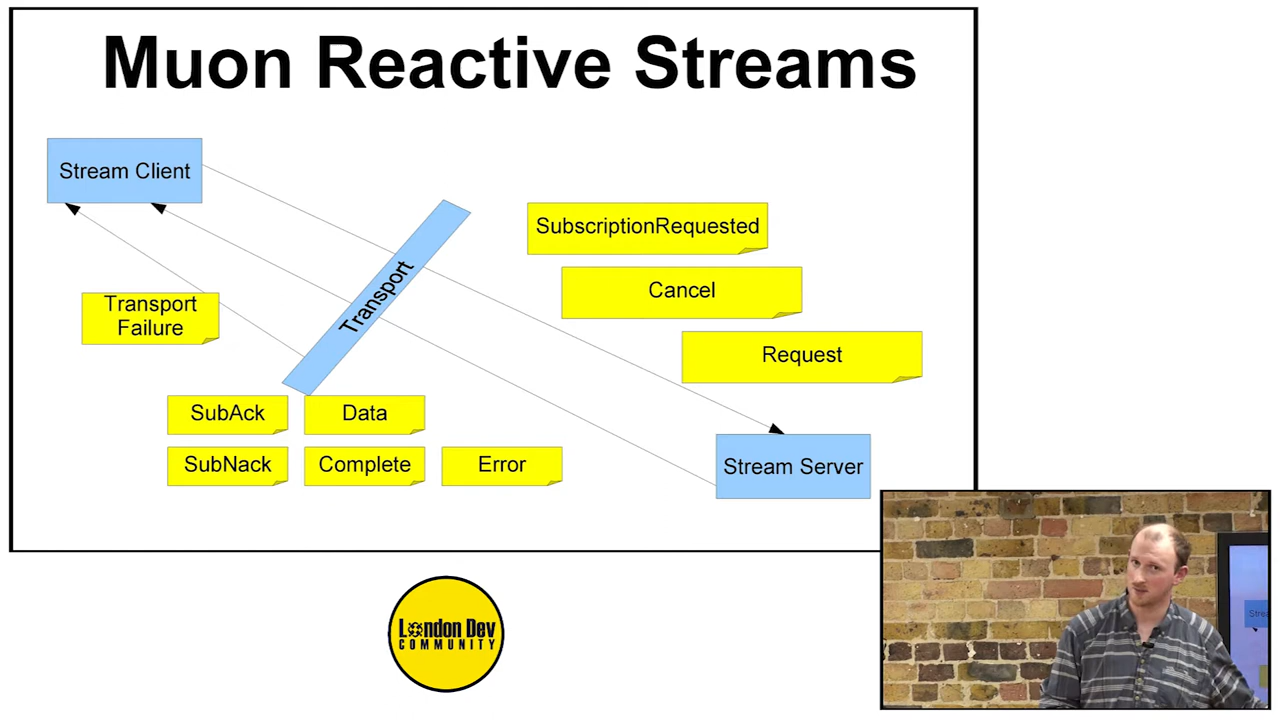 Muon Reactive Streams
Stream Client
Transport
SubscriptionRequested
Cancel
Request
Transport
Failure
SubAck
Data
SubNack
Complete
Error
Stream Server
London Dev
COMMUNITY